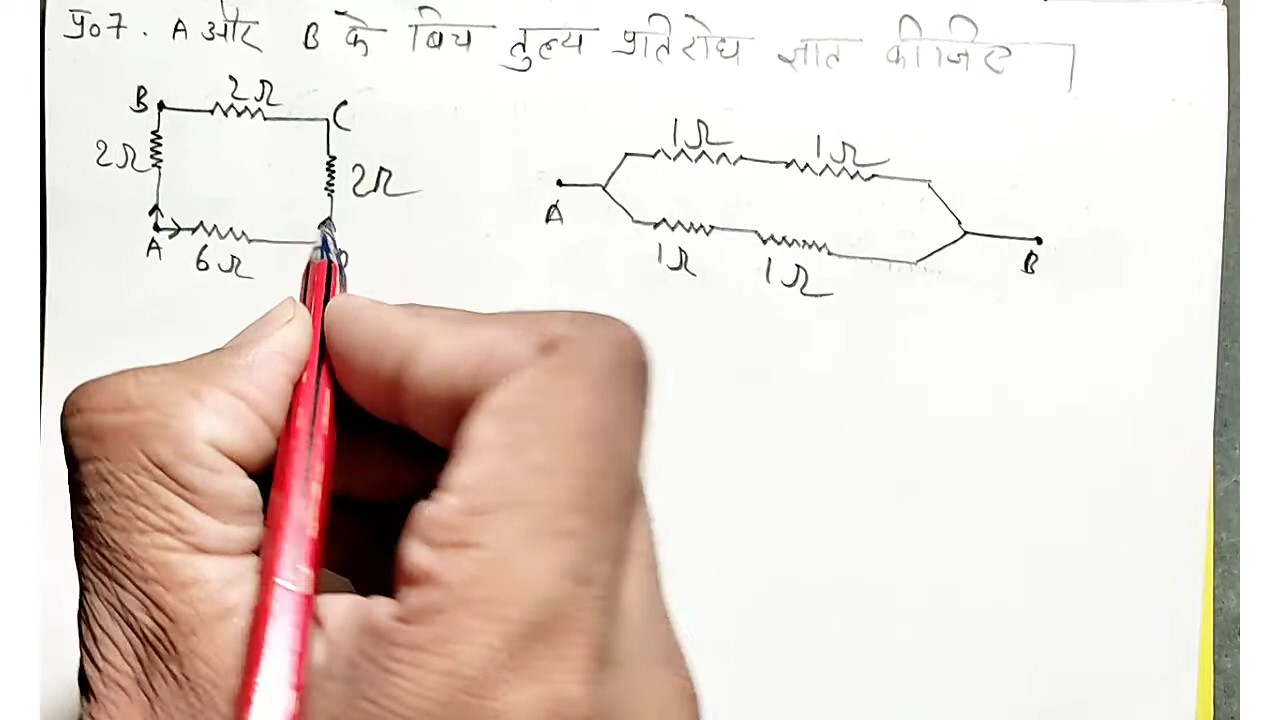 प्र०7. A और B के बिच तुल्य प्रतिरोध ज्ञात कीजिए।
B 2Ω C
2Ω 2Ω
A 6Ω
1Ω 1Ω
A B
1Ω 1Ω